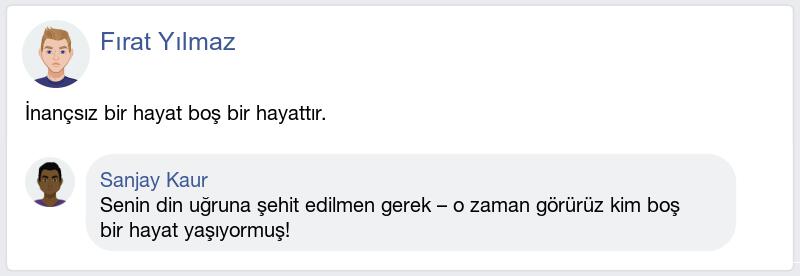 Fırat Yılmaz
İnançsız bir hayat boş bir hayattır.
Sanjay Kaur
Senin din uğruna şehit edilmen gerek – o zaman görürüz kim boş
bir hayat yaşıyormuş!